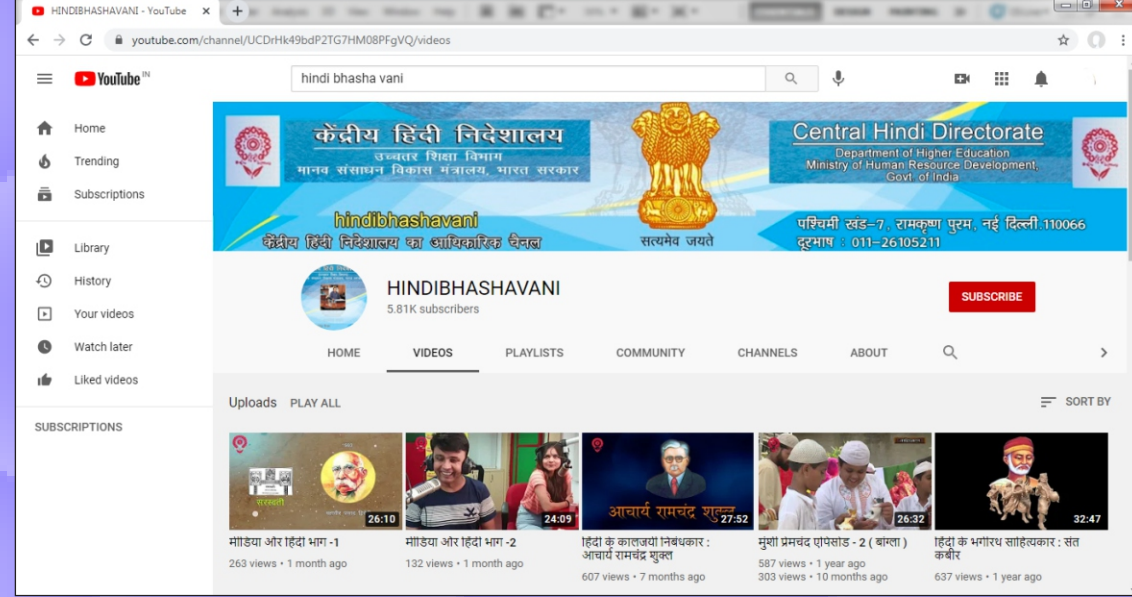 HINDIBHASHAVANI - YouTube
youtube.com/channel/UCDrHk49bdP2TG7HM08PFgVQ/videos
YouTube IN
hindi bhasha vani
Home
Trending
Subscriptions
Library
History
Your videos
Watch later
Liked videos
SUBSCRIPTIONS
केंद्रीय हिंदी निदेशालय
उच्चतर शिक्षा विभाग
मानव संसाधन विकास मंत्रालय, भारत सरकार
hindibhashavani
केंद्रीय हिंदी निदेशालय का आधिकारिक चैनल
सत्यमेव जयते
Central Hindi Directorate
Department of Higher Education
Ministry of Human Resource Development,
Govt. of India
पश्चिमी खंड–7, रामकृष्ण पुरम, नई दिल्ली.110066
दूरभाष : 011–26105211
HINDIBHASHAVANI
5.81K subscribers
SUBSCRIBE
HOME VIDEOS PLAYLISTS COMMUNITY CHANNELS ABOUT
Uploads PLAY ALL
SORT BY
सरस्वती
26:10
मीडिया और हिंदी भाग -1
263 views • 1 month ago
24:09
मीडिया और हिंदी भाग -2
132 views • 1 month ago
आचार्य रामचंद्र शुक्ल
27:52
हिंदी के कालजयी निबंधकार :
आचार्य रामचंद्र शुक्ल
607 views • 7 months ago
26:32
मुंशी प्रेमचंद एपिसोड - 2 ( बांग्ला )
587 views • 1 year ago
303 views • 10 months ago
32:47
हिंदी के भगीरथ साहित्यकार : संत
कबीर
637 views • 1 year ago